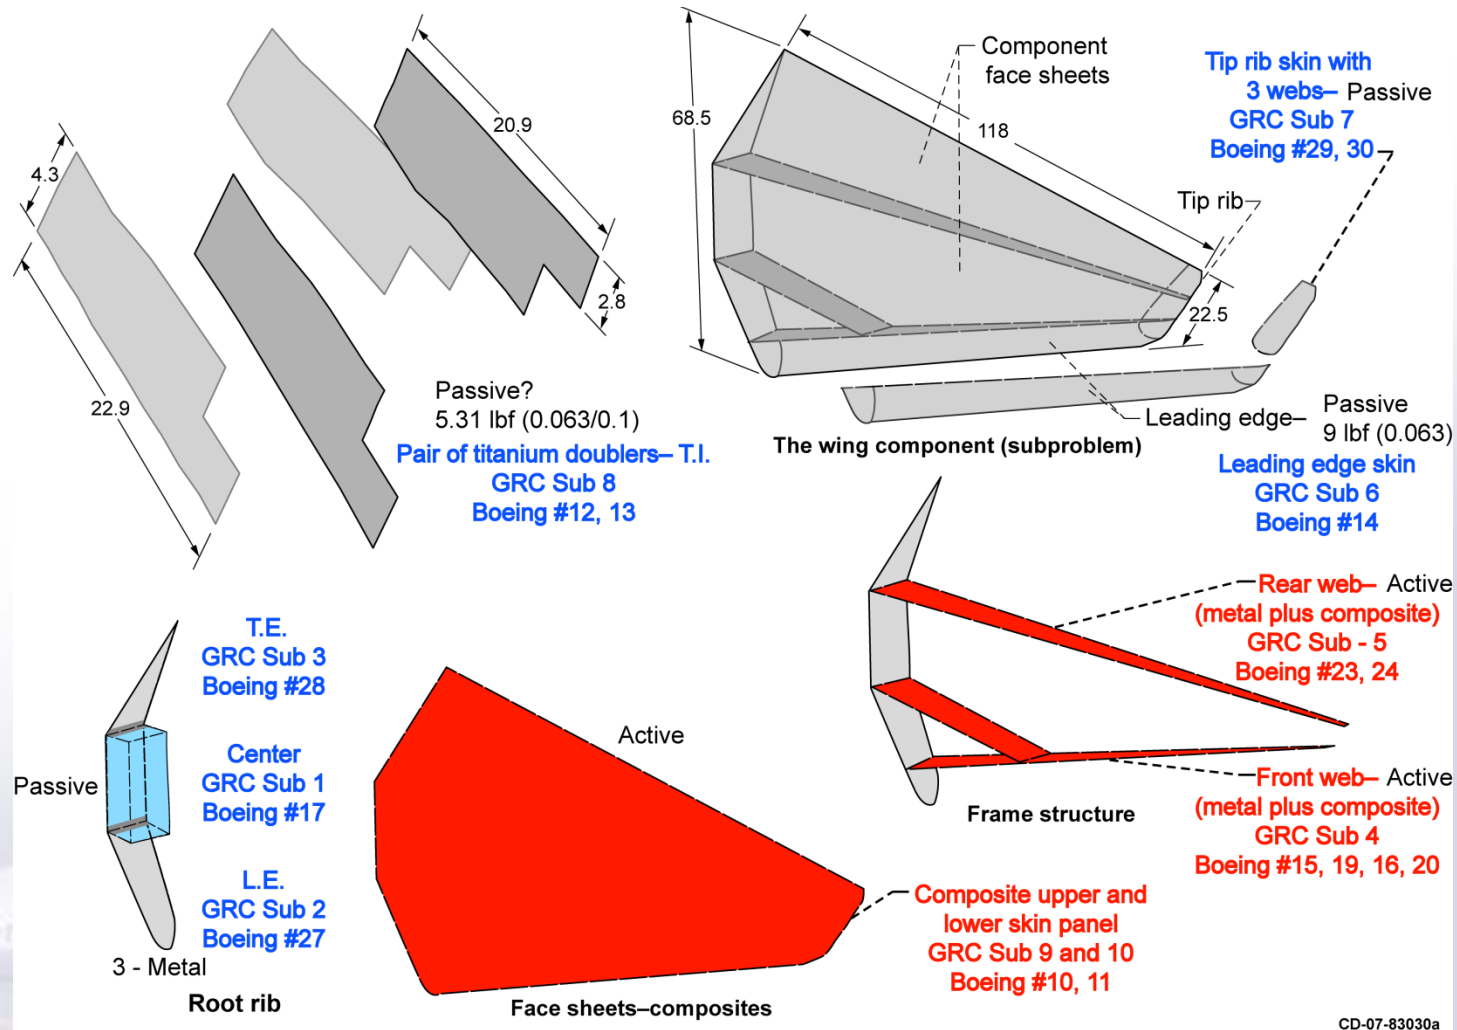 4.3
22.9
20.9
2.8
Passive?
5.31 lbf (0.063/0.1)
Pair of titanium doublers– T.I.
GRC Sub 8
Boeing #12, 13
68.5
118
22.5
Component
face sheets
Tip rib
Tip rib skin with
3 webs– Passive
GRC Sub 7
Boeing #29, 30
The wing component (subproblem)
Leading edge– Passive
9 lbf (0.063)
Leading edge skin
GRC Sub 6
Boeing #14
T.E.
GRC Sub 3
Boeing #28
Passive
Center
GRC Sub 1
Boeing #17
L.E.
GRC Sub 2
Boeing #27
3 - Metal
Root rib
Active
Composite upper and
lower skin panel
GRC Sub 9 and 10
Boeing #10, 11
Face sheets–composites
Rear web– Active
(metal plus composite)
GRC Sub - 5
Boeing #23, 24
Front web– Active
(metal plus composite)
GRC Sub 4
Boeing #15, 19, 16, 20
Frame structure
CD-07-83030a